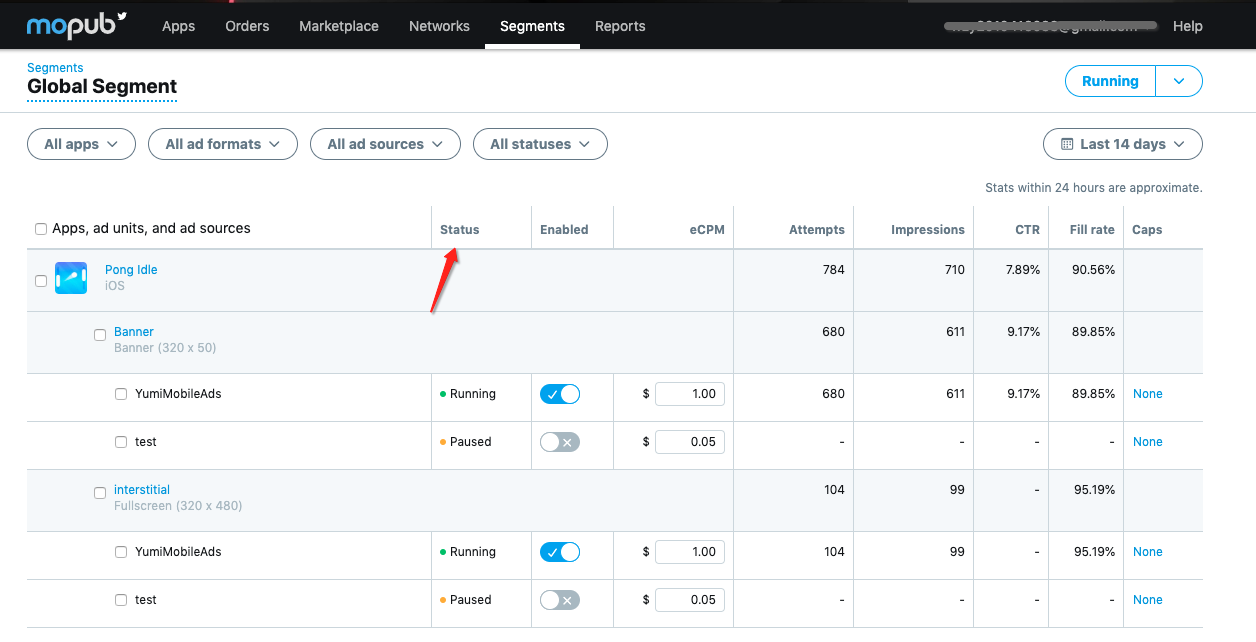 mopub Apps Orders Marketplace Networks Segments Reports Help
Segments
Global Segment
Running
All apps All ad formats All ad sources All statuses Last 14 days
Stats within 24 hours are approximate.
Apps, ad units, and ad sources Status Enabled eCPM Attempts Impressions CTR Fill rate Caps
Pong Idle 784 710 7.89% 90.56%
iOS
Banner 680 611 9.17% 89.85%
Banner (320 x 50)
YumiMobileAds Running $ 1.00 680 611 9.17% 89.85% None
test Paused $ 0.05 - - - - None
interstitial 104 99 - 95.19%
Fullscreen (320 x 480)
YumiMobileAds Running $ 1.00 104 99 - 95.19% None
test Paused $ 0.05 - - - - None